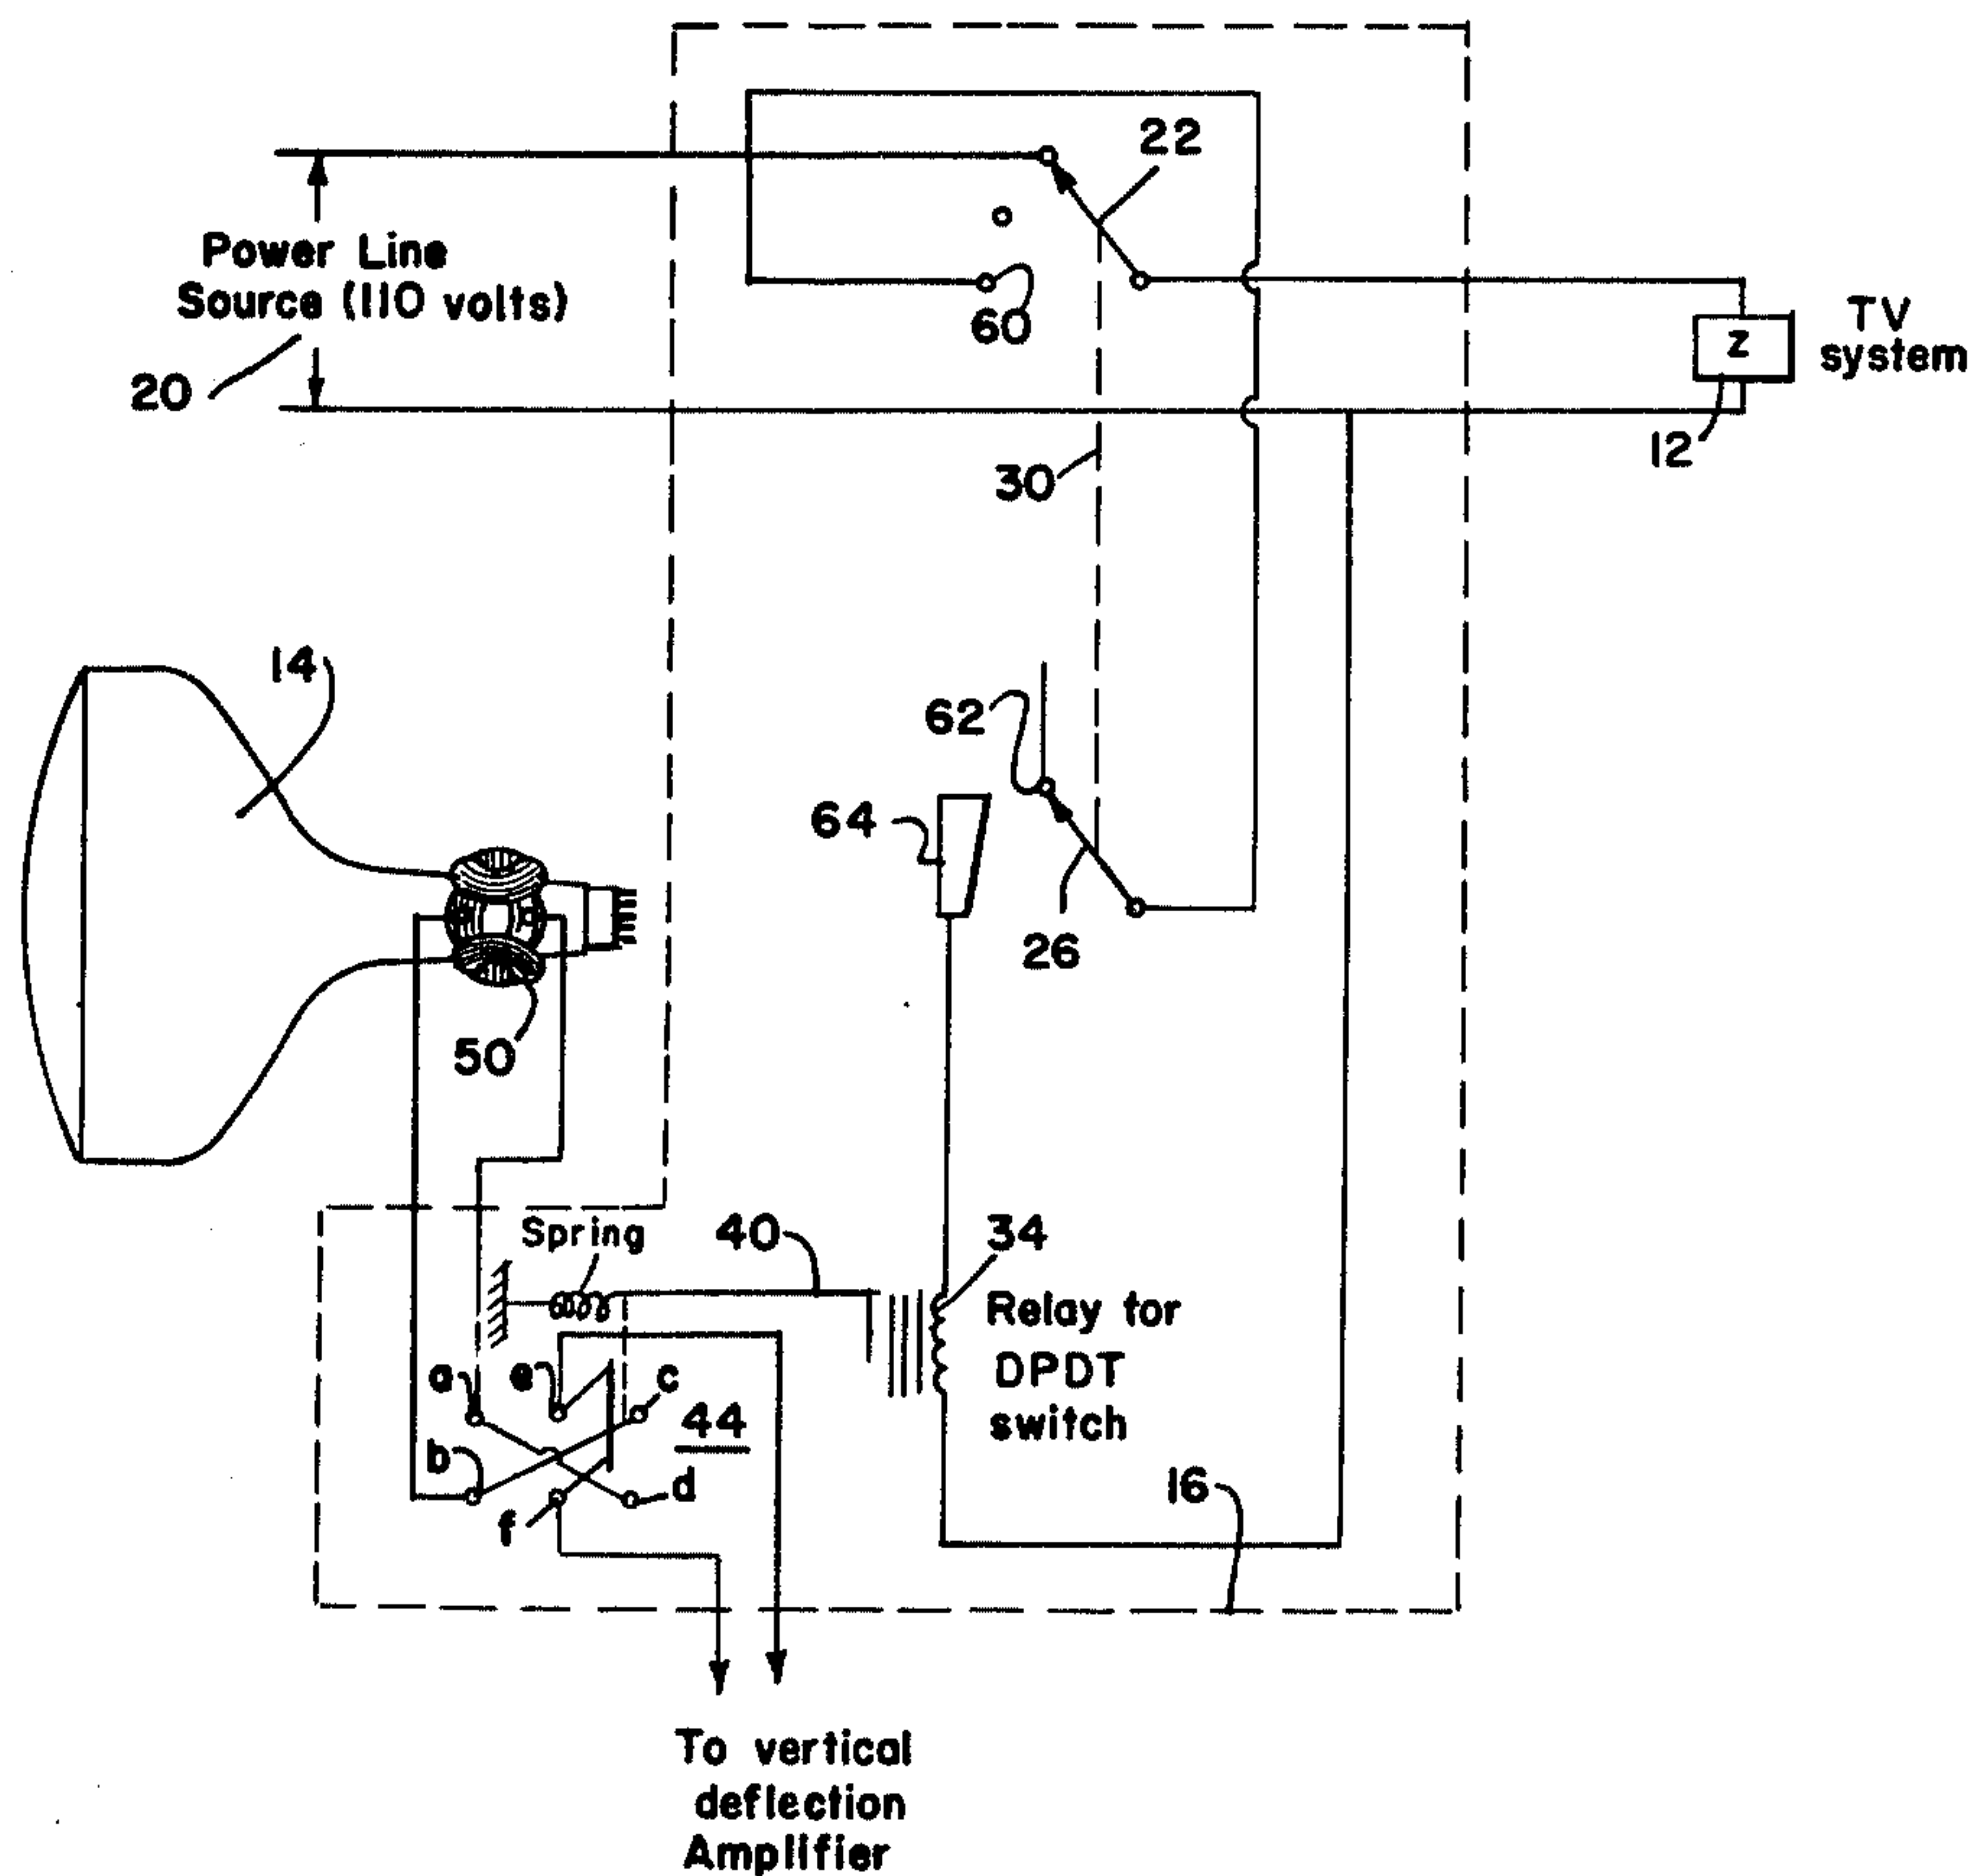 22
Power Line
Source (110 volts)
60
TV
system
Z
20
12
30
14
62
64
26
50
Spring
40
34
Relay for
DPDT
switch
a
e
c
44
b
d
16
f
To vertical
deflection
Amplifier